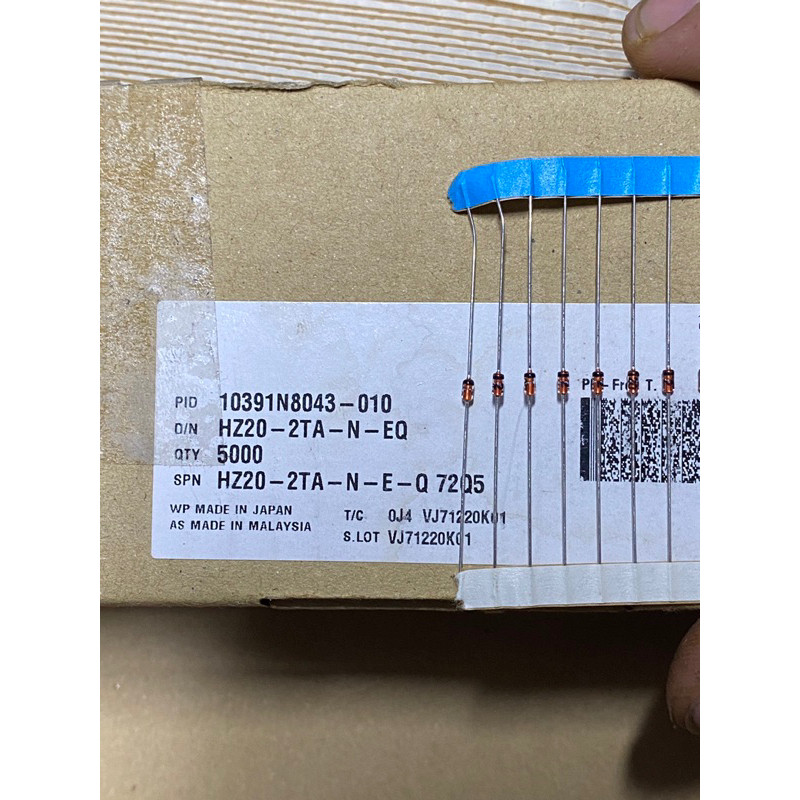 PID 10391N8043-010
D/N HZ20-2TA-N-EQ
QTY 5000
SPN HZ20-2TA-N-E-Q 72Q5
WP MADE IN JAPAN
AS MADE IN MALAYSIA
T/C 0J4 VJ71220K01
S.LOT VJ71220K01
T.